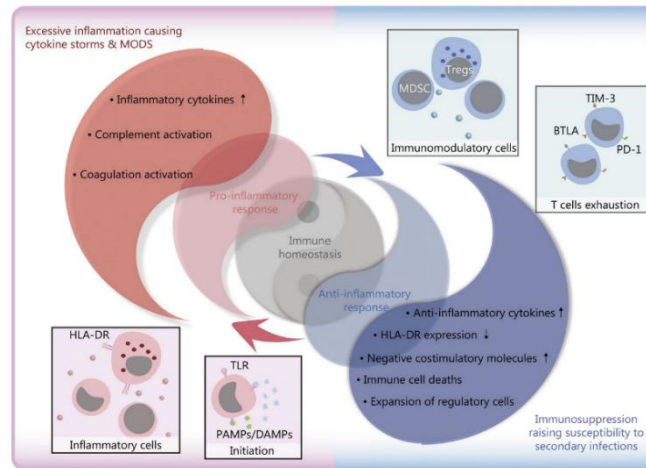 Excessive inflammation causing
cytokine storms & MODS
• Inflammatory cytokines ↑
• Complement activation
• Coagulation activation
Pro-inflammatory
response
Immune
homeostasis
Anti-inflammatory
response
MDSC
Tregs
Immunomodulatory cells
TIM-3
BTLA
PD-1
T cells exhaustion
• Anti-inflammatory cytokines ↑
• HLA-DR expression ↓
• Negative costimulatory molecules ↑
• Immune cell deaths
• Expansion of regulatory cells
HLA-DR
Inflammatory cells
TLR
PAMPs/DAMPs
Initiation
Immunosuppression
raising susceptibility to
secondary infections